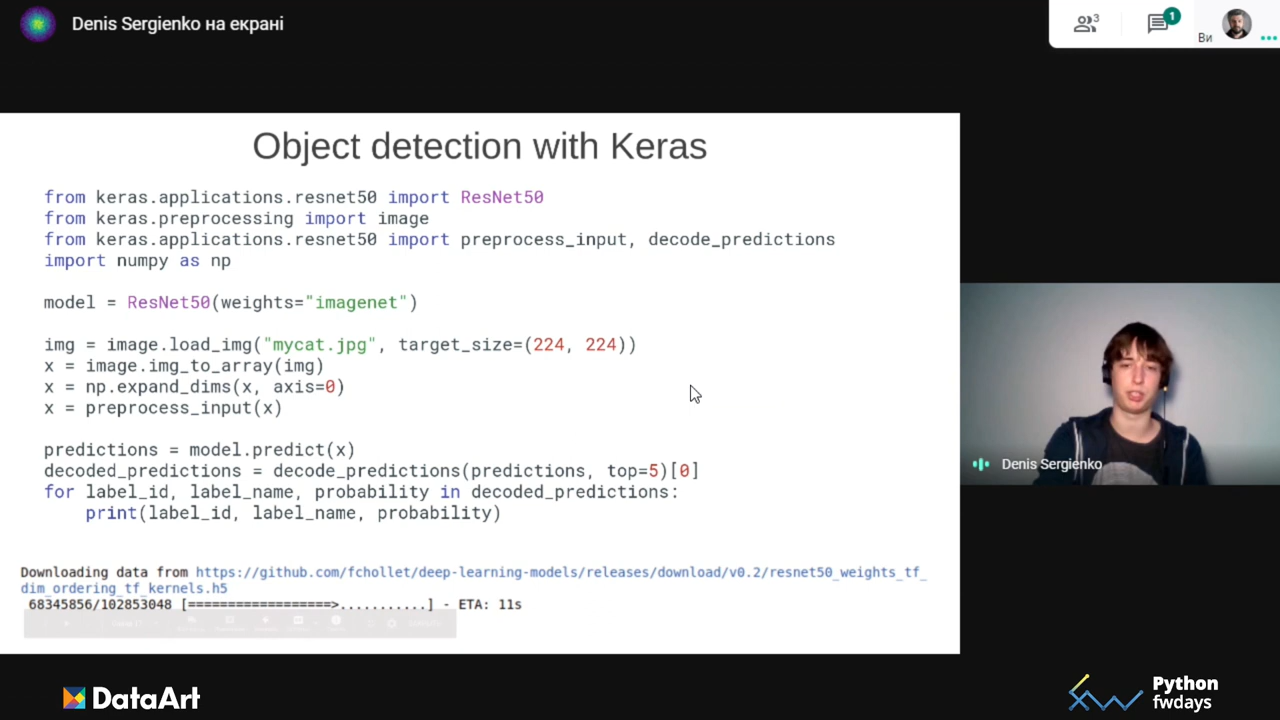 Denis Sergienko на екрані
3
1
Ви
Object detection with Keras
from keras.applications.resnet50 import ResNet50
from keras.preprocessing import image
from keras.applications.resnet50 import preprocess_input, decode_predictions
import numpy as np
model = ResNet50(weights="imagenet")
img = image.load_img("mycat.jpg", target_size=(224, 224))
x = image.img_to_array(img)
x = np.expand_dims(x, axis=0)
x = preprocess_input(x)
predictions = model.predict(x)
decoded_predictions = decode_predictions(predictions, top=5)[0]
for label_id, label_name, probability in decoded_predictions:
    print(label_id, label_name, probability)
Downloading data from https://github.com/fchollet/deep-learning-models/releases/download/v0.2/resnet50_weights_tf_
dim_ordering_tf_kernels.h5
68345856/102853048 [==================>...........] - ETA: 11s
Denis Sergienko
DataArt
Python
fwdays